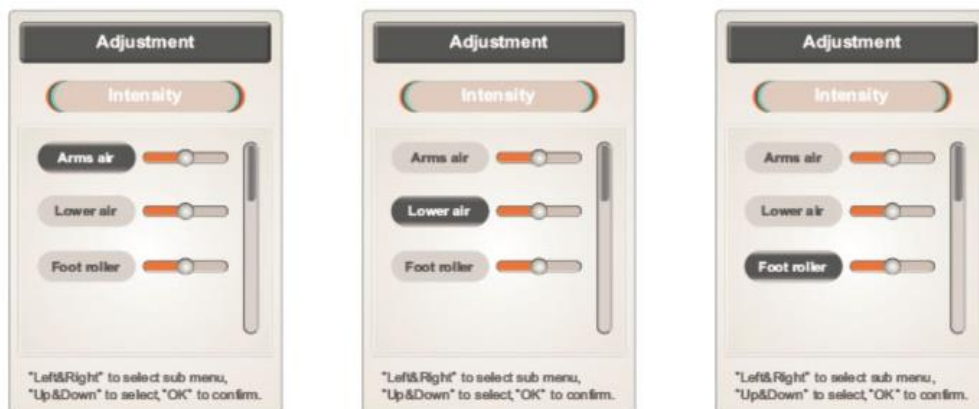 Adjustment
Intensity
Arms air
Lower air
Foot roller
"Left&Right" to select sub menu,
"Up&Down" to select,"OK" to confirm.
Adjustment
Intensity
Arms air
Lower air
Foot roller
"Left&Right" to select sub menu,
"Up&Down" to select,"OK" to confirm.
Adjustment
Intensity
Arms air
Lower air
Foot roller
"Left&Right" to select sub menu,
"Up&Down" to select,"OK" to confirm.